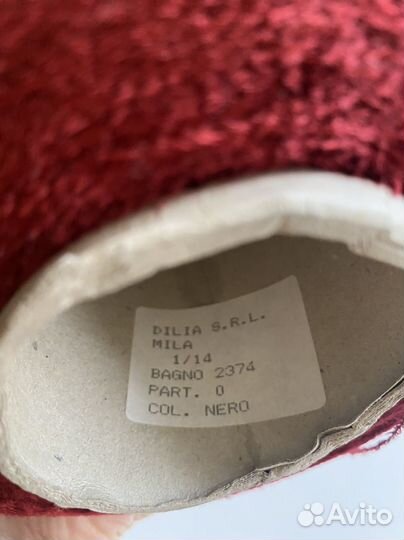 DILIA S.R.L.
MILA
1/14
BAGNO 2374
PART. 0
COL. NERO
Avito